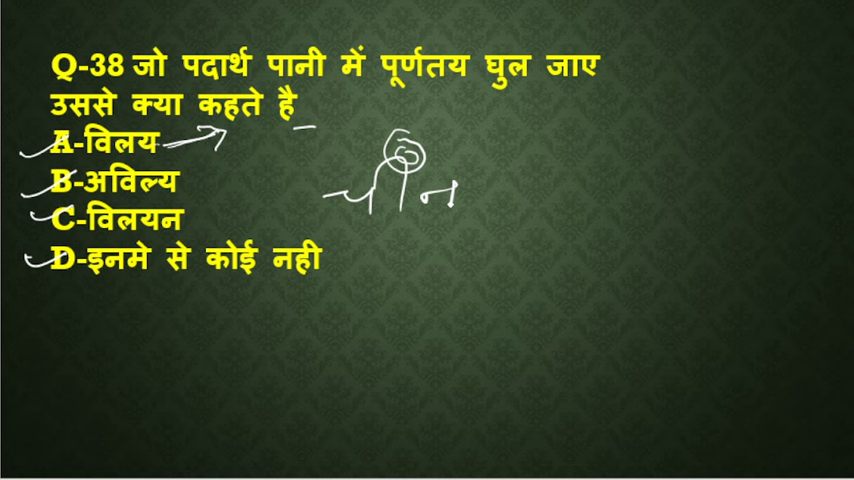 Q-38 जो पदार्थ पानी में पूर्णतय घुल जाए
उससे क्या कहते है
A-विलय
B-अविल्य
C-विलयन
D-इनमे से कोई नही